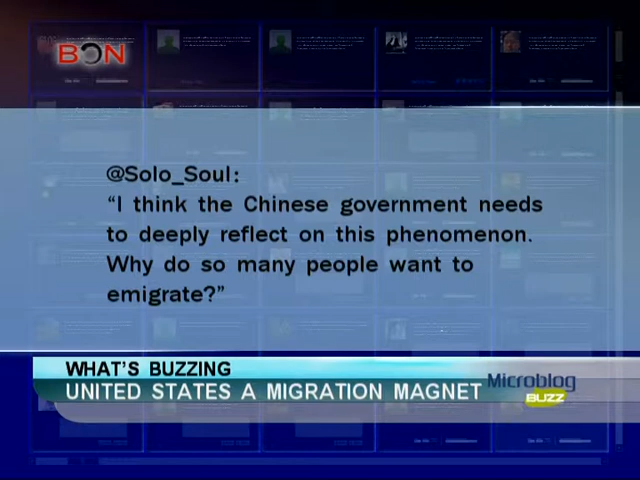 BON
@Solo_Soul:
“I think the Chinese government needs
to deeply reflect on this phenomenon.
Why do so many people want to
emigrate?”
WHAT'S BUZZING
UNITED STATES A MIGRATION MAGNET
Microblog
BUZZ